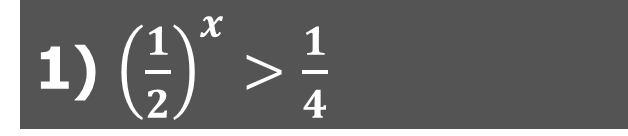 1) (1/2)^x > 1/4